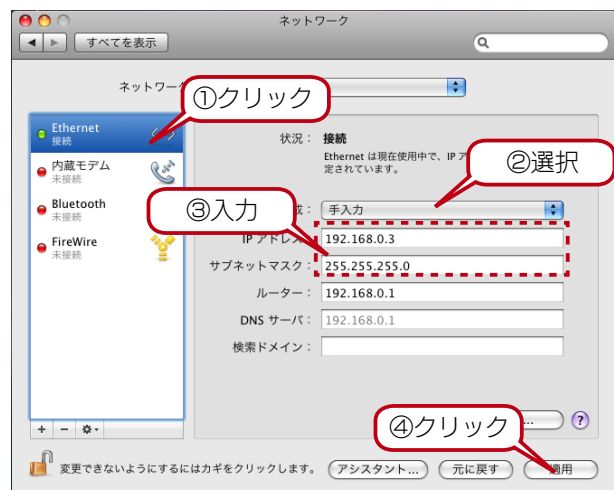 ネットワーク
すべてを表示
ネットワーク
①クリック
Ethernet
接続
内蔵モデム
未接続
Bluetooth
未接続
FireWire
未接続
状況： 接続
Ethernet は現在使用中で、IP ア
定されています。
②選択
③入力
成： 手入力
IP アドレス： 192.168.0.3
サブネットマスク： 255.255.255.0
ルーター： 192.168.0.1
DNS サーバ： 192.168.0.1
検索ドメイン：
④クリック
... ?
変更できないようにするにはカギをクリックします。
アシスタント... 元に戻す 適用